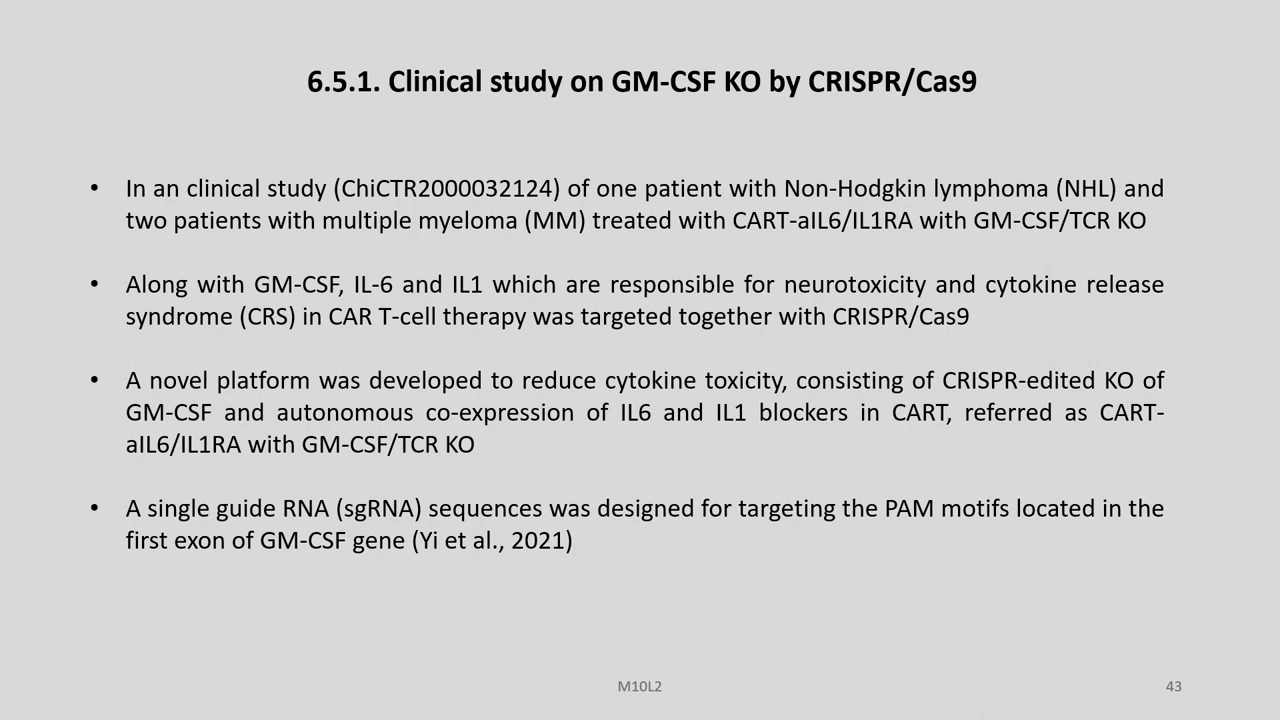 6.5.1. Clinical study on GM-CSF KO by CRISPR/Cas9
• In an clinical study (ChiCTR2000032124) of one patient with Non-Hodgkin lymphoma (NHL) and
two patients with multiple myeloma (MM) treated with CART-aIL6/IL1RA with GM-CSF/TCR KO
• Along with GM-CSF, IL-6 and IL1 which are responsible for neurotoxicity and cytokine release
syndrome (CRS) in CAR T-cell therapy was targeted together with CRISPR/Cas9
• A novel platform was developed to reduce cytokine toxicity, consisting of CRISPR-edited KO of
GM-CSF and autonomous co-expression of IL6 and IL1 blockers in CART, referred as CART-
aIL6/IL1RA with GM-CSF/TCR KO
• A single guide RNA (sgRNA) sequences was designed for targeting the PAM motifs located in the
first exon of GM-CSF gene (Yi et al., 2021)
M10L2
43